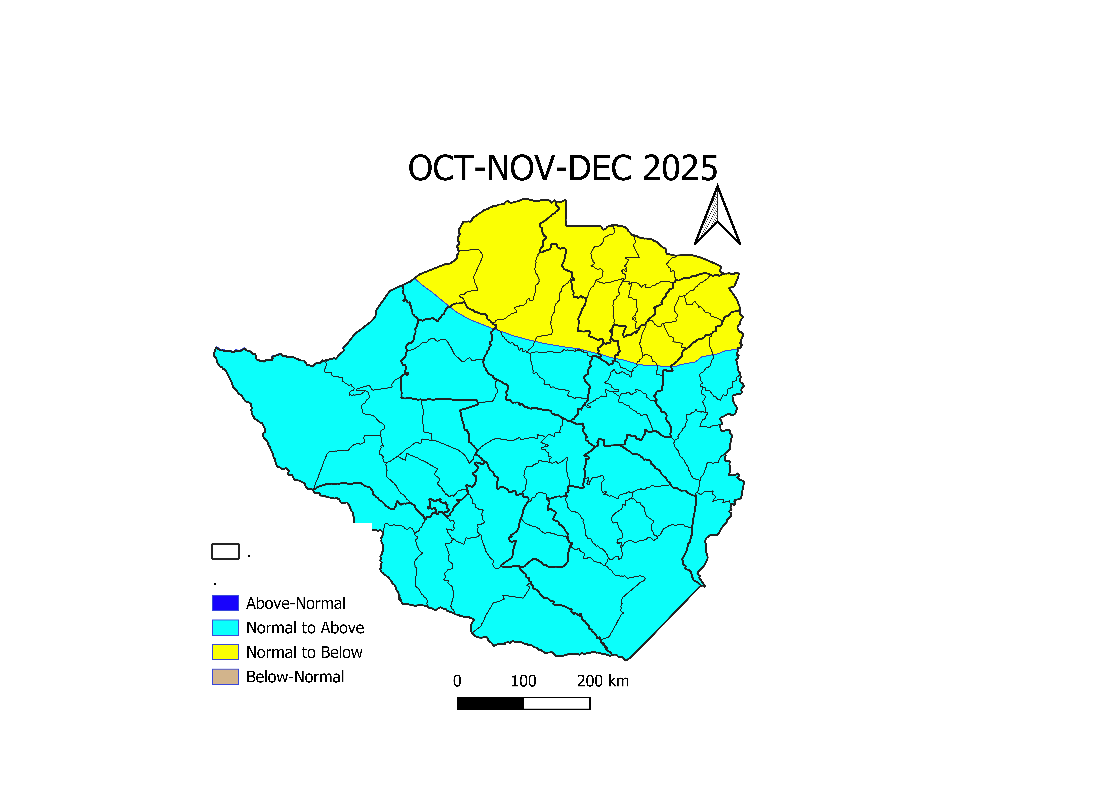 OCT-NOV-DEC 2025
.
.
Above-Normal
Normal to Above
Normal to Below
Below-Normal
0 100 200 km